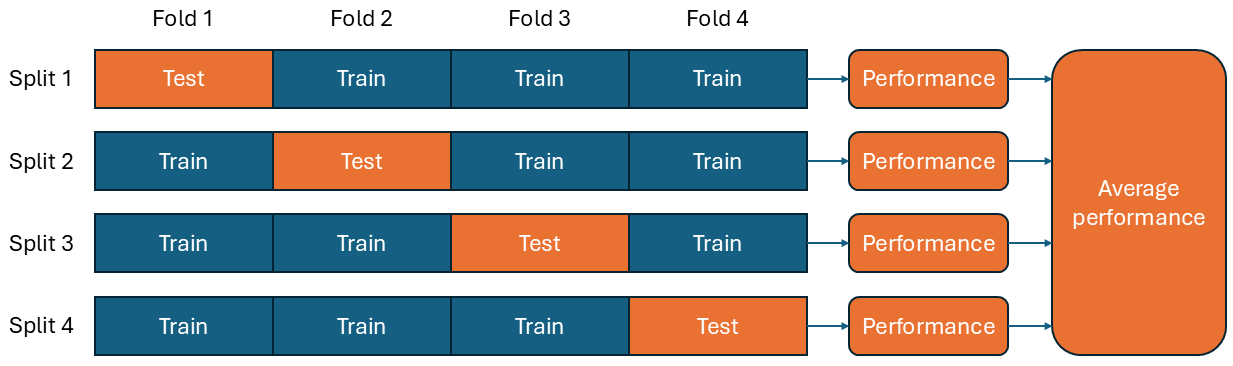 Fold 1 Fold 2 Fold 3 Fold 4
Split 1 Test Train Train Train Performance
Split 2 Train Test Train Train Performance
Average
performance
Split 3 Train Train Test Train Performance
Split 4 Train Train Train Test Performance